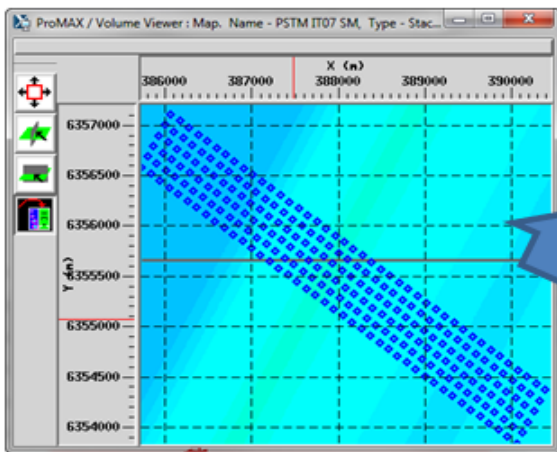 ProMAX / Volume Viewer : Map. Name - PSTM IT07 SM, Type - Stac...
X (m)
386000 387000 388000 389000 390000
Y (m)
6357000
6356500
6356000
6355500
6355000
6354500
6354000